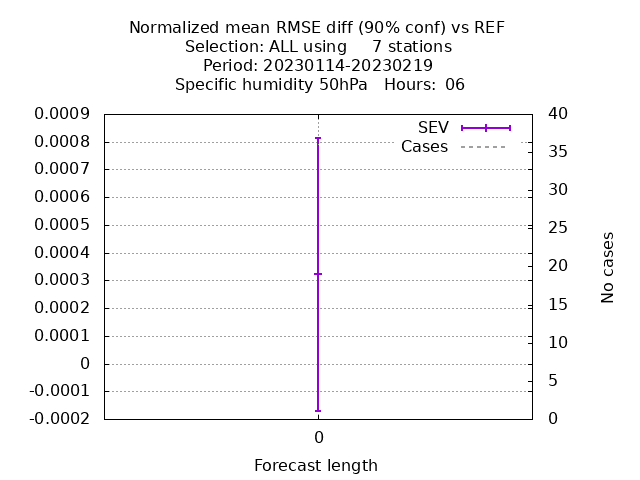 Normalized mean RMSE diff (90% conf) vs REF
Selection: ALL using     7 stations
Period: 20230114-20230219
Specific humidity 50hPa   Hours:  06
0.0009
0.0008
0.0007
0.0006
0.0005
0.0004
0.0003
0.0002
0.0001
0
-0.0001
-0.0002
SEV
Cases
40
35
30
25
20
15
10
5
0
No cases
0
Forecast length